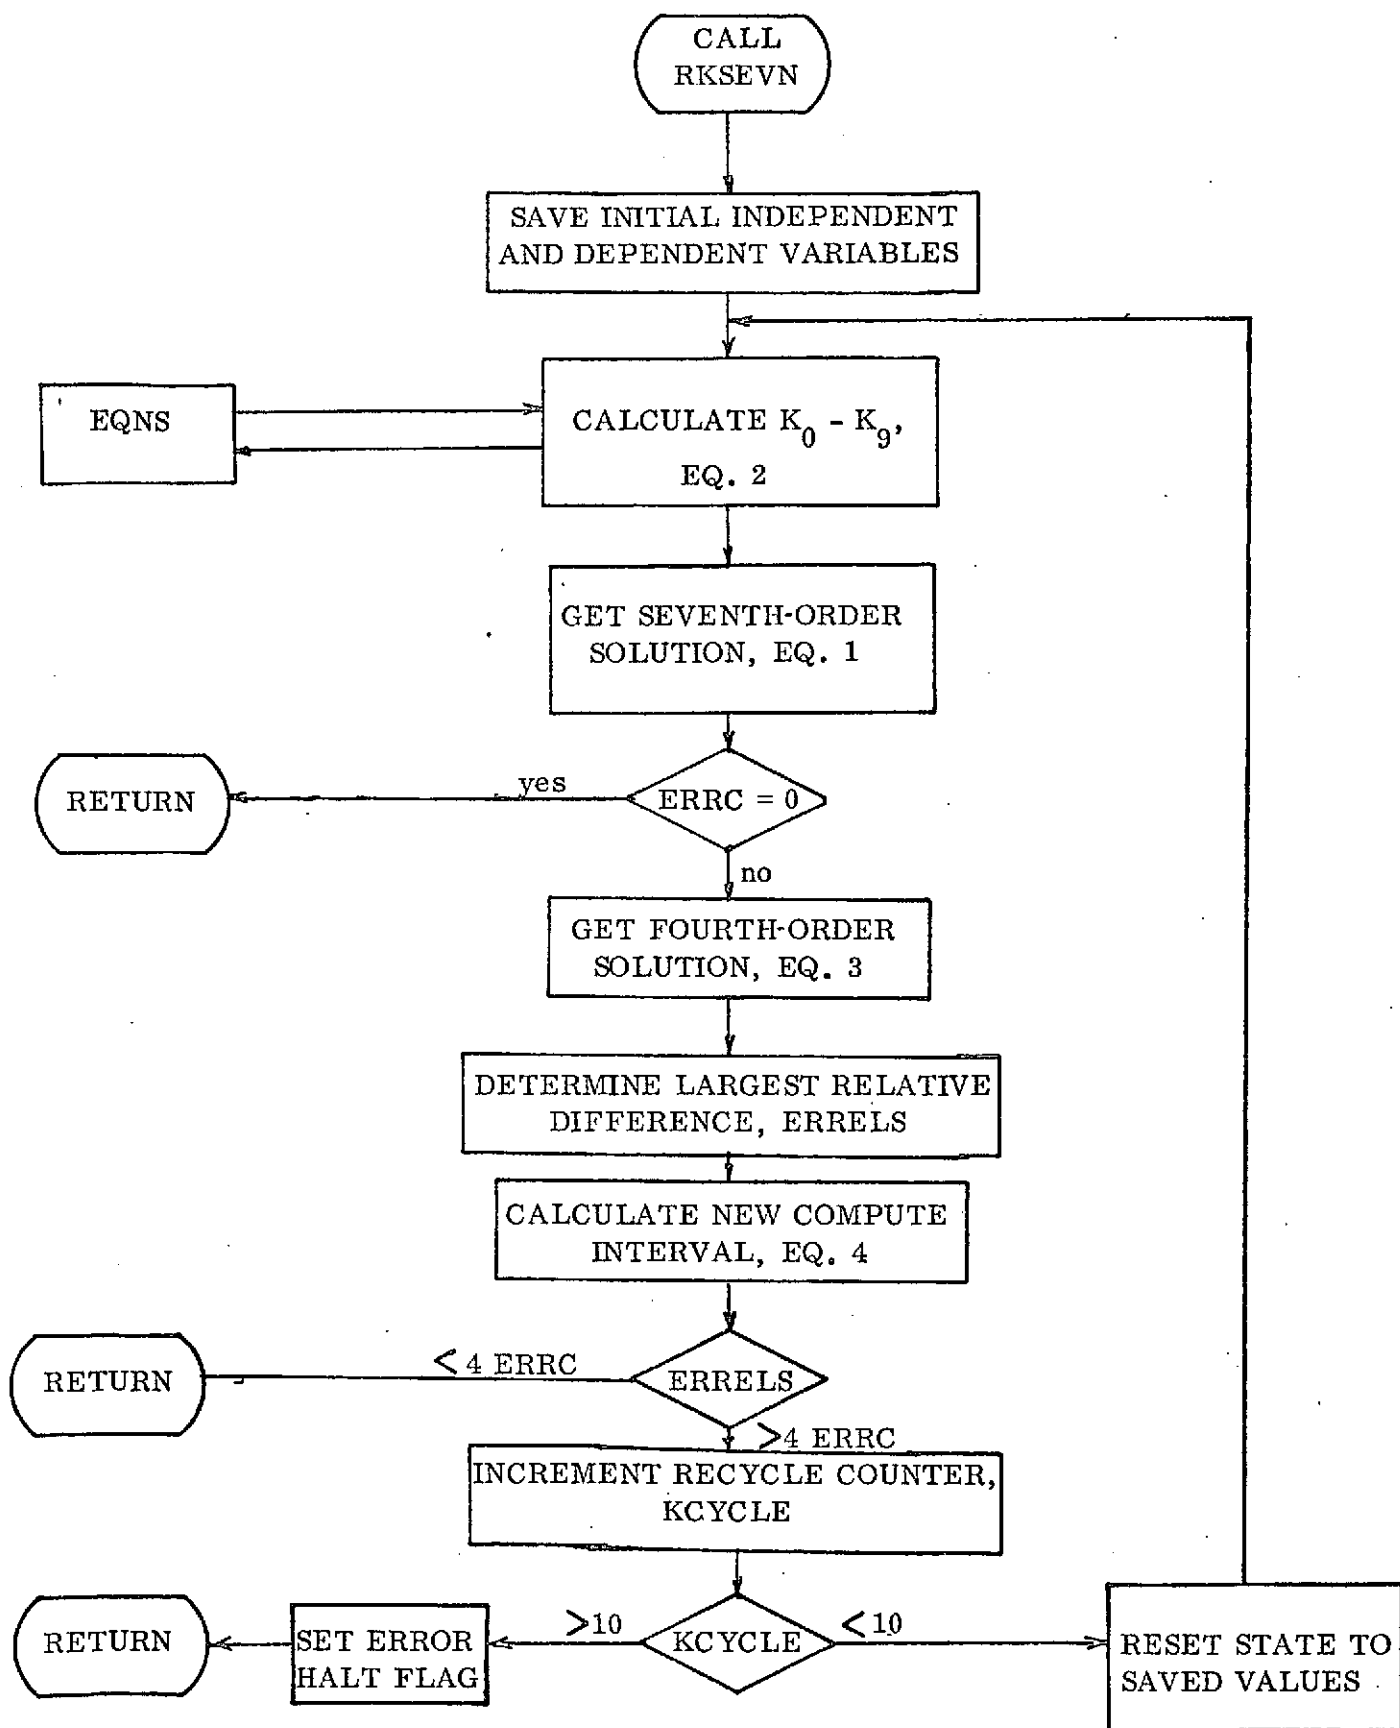 CALL
RKSEVN
SAVE INITIAL INDEPENDENT
AND DEPENDENT VARIABLES
EQNS
CALCULATE K0 - K9,
EQ. 2
GET SEVENTH-ORDER
SOLUTION, EQ. 1
RETURN
yes
ERRC = 0
no
GET FOURTH-ORDER
SOLUTION, EQ. 3
DETERMINE LARGEST RELATIVE
DIFFERENCE, ERRELS
CALCULATE NEW COMPUTE
INTERVAL, EQ. 4
RETURN
< 4 ERRC
ERRELS
>4 ERRC
INCREMENT RECYCLE COUNTER,
KCYCLE
RETURN
SET ERROR
HALT FLAG
>10
KCYCLE
<10
RESET STATE TO
SAVED VALUES